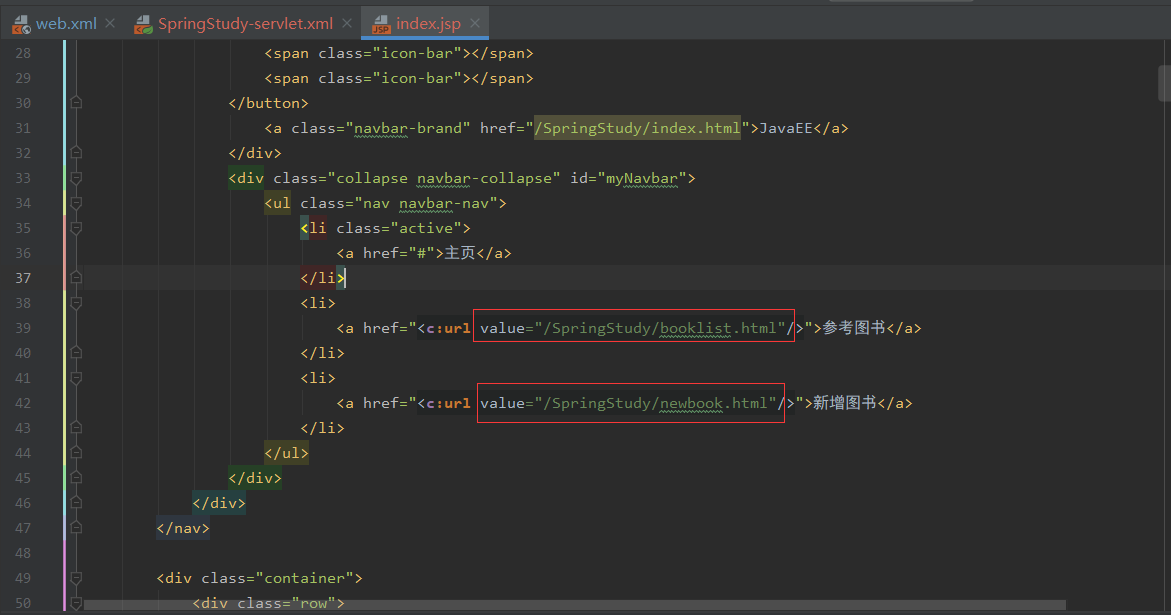 web.xml SpringStudy-servlet.xml index.jsp
28 <span class="icon-bar"></span>
29 <span class="icon-bar"></span>
30 </button>
31 <a class="navbar-brand" href="/SpringStudy/index.html">JavaEE</a>
32 </div>
33 <div class="collapse navbar-collapse" id="myNavbar">
34 <ul class="nav navbar-nav">
35 <li class="active">
36 <a href="#">主页</a>
37 </li>
38 <li>
39 <a href="<c:url value="/SpringStudy/booklist.html"/>">参考图书</a>
40 </li>
41 <li>
42 <a href="<c:url value="/SpringStudy/newbook.html"/>">新增图书</a>
43 </li>
44 </ul>
45 </div>
46 </div>
47 </nav>
48
49 <div class="container">
50 <div class="row">